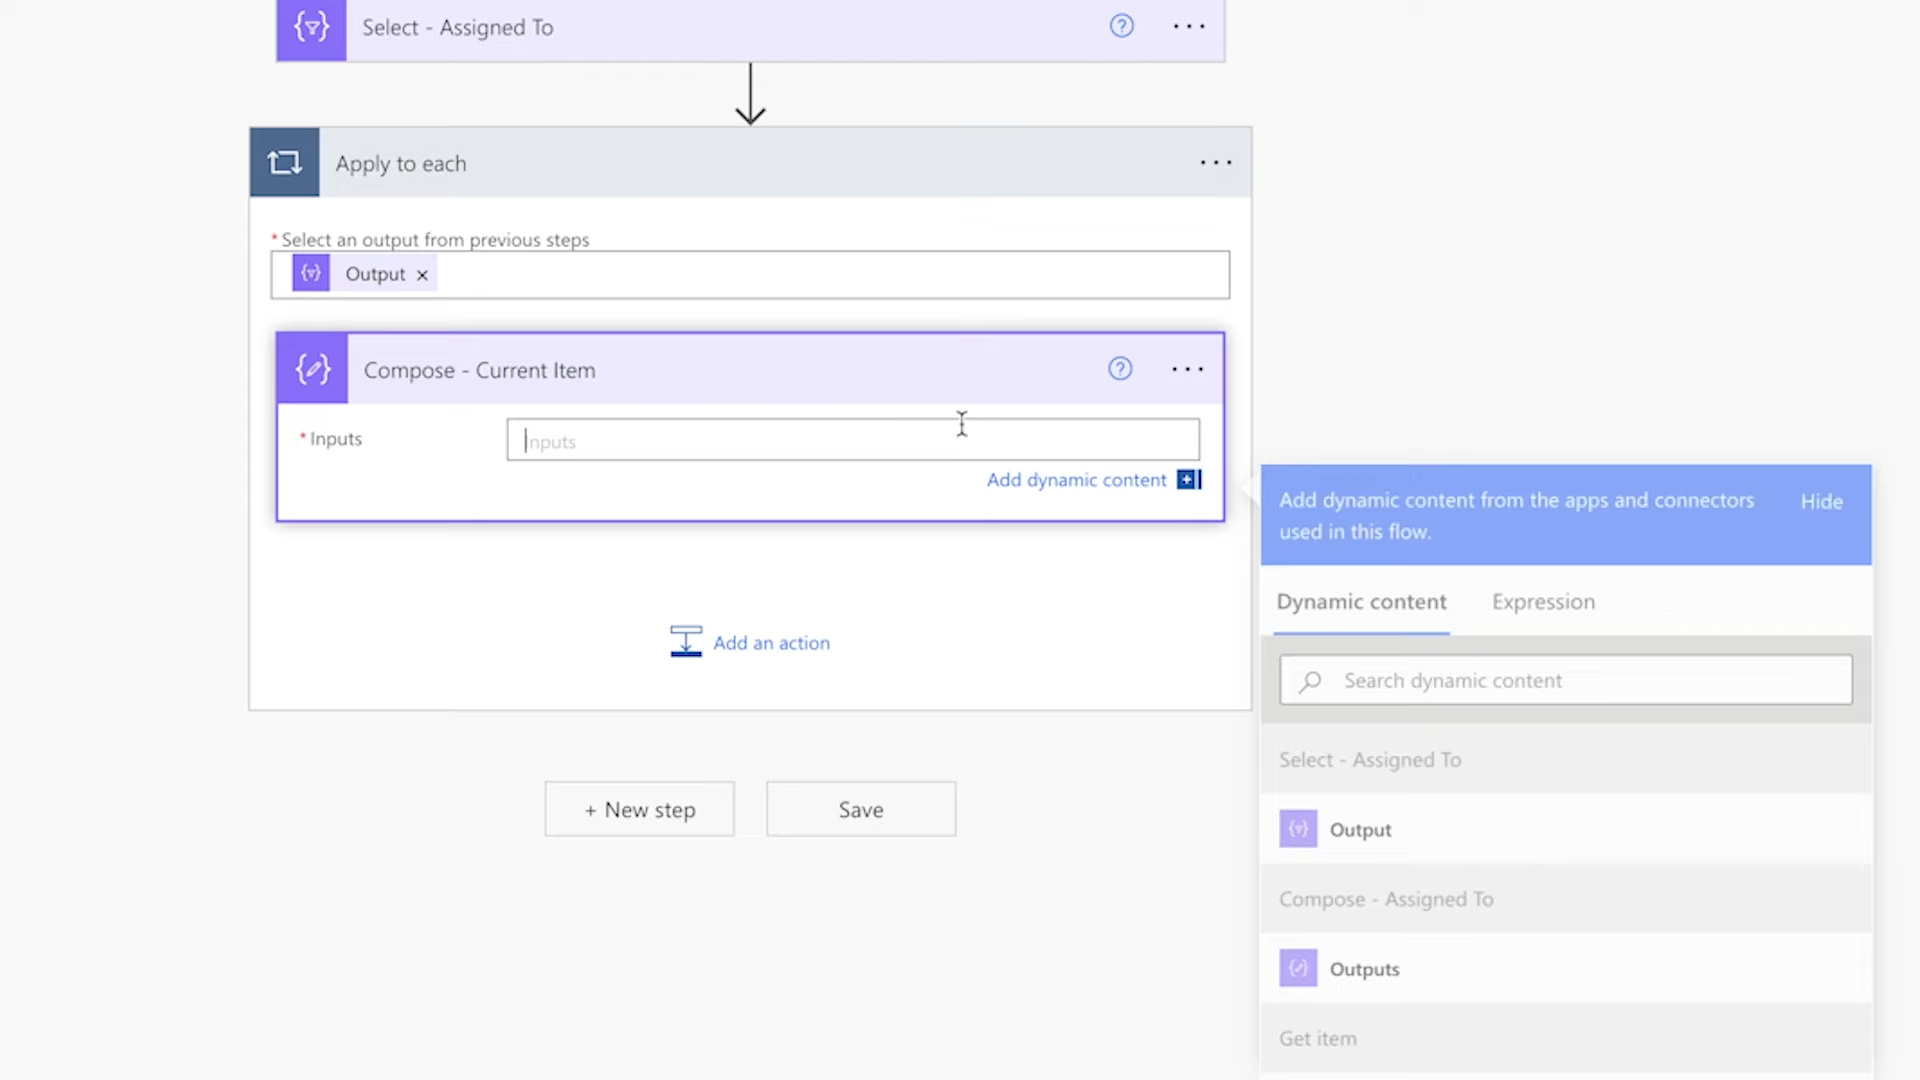 Select - Assigned To
Apply to each
* Select an output from previous steps
Output ×
Compose - Current Item
* Inputs
Inputs
Add dynamic content
Add an action
+ New step
Save
Add dynamic content from the apps and connectors
used in this flow.
Hide
Dynamic content
Expression
Search dynamic content
Select - Assigned To
Output
Compose - Assigned To
Outputs
Get item